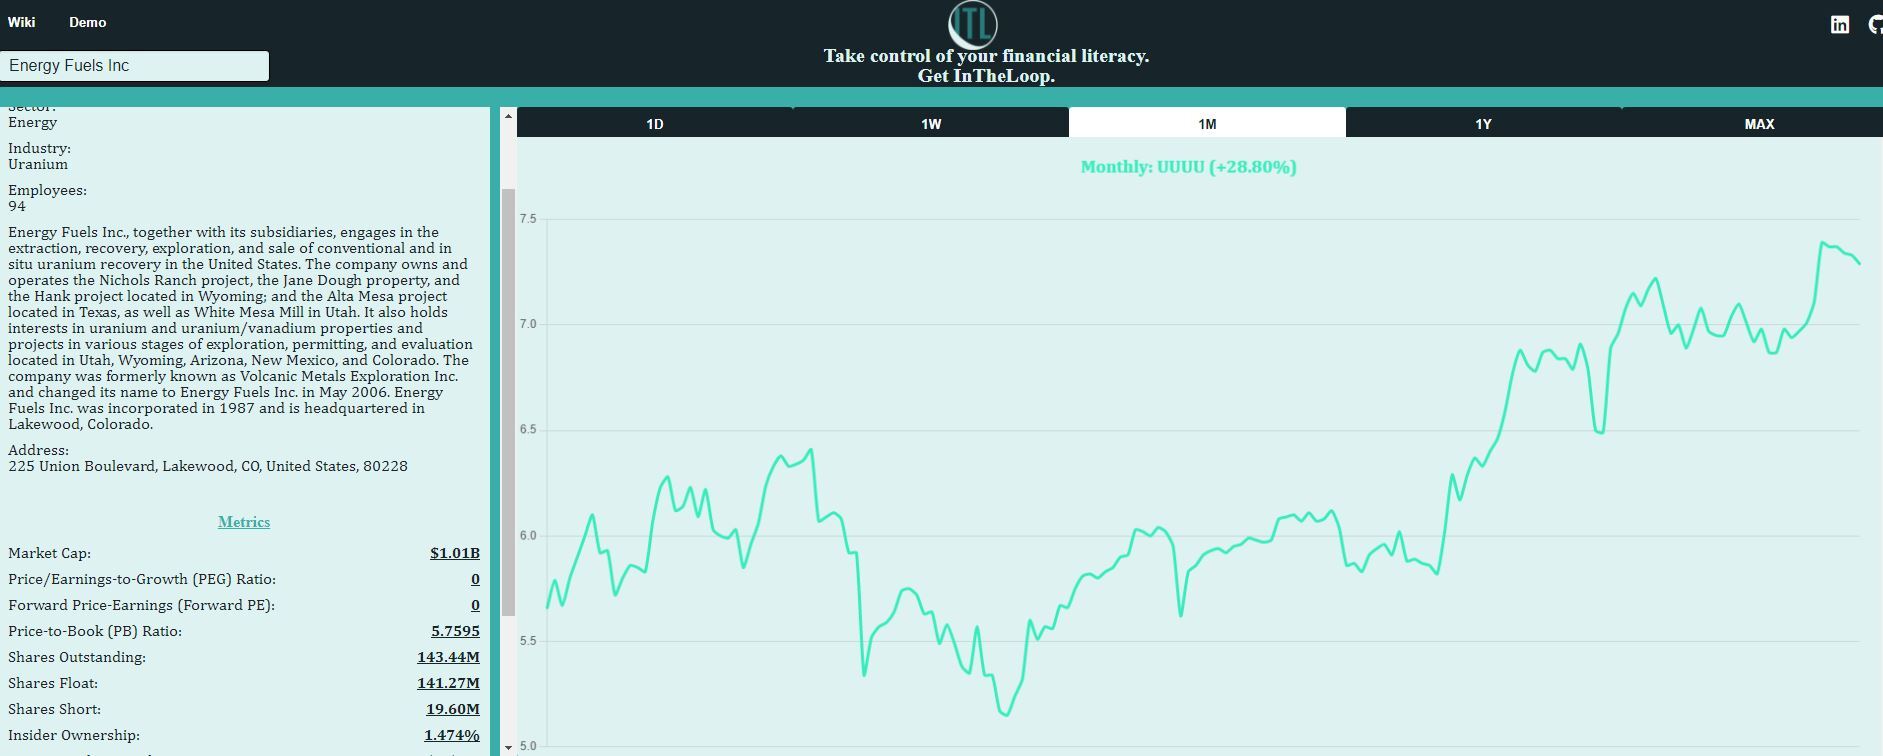 Wiki
Demo
ITL
Take control of your financial literacy.
Get InTheLoop.
in
Energy Fuels Inc
Sector:
Energy
Industry:
Uranium
Employees:
94
Energy Fuels Inc., together with its subsidiaries, engages in the
extraction, recovery, exploration, and sale of conventional and in
situ uranium recovery in the United States. The company owns and
operates the Nichols Ranch project, the Jane Dough property, and
the Hank project located in Wyoming; and the Alta Mesa project
located in Texas, as well as White Mesa Mill in Utah. It also holds
interests in uranium and uranium/vanadium properties and
projects in various stages of exploration, permitting, and evaluation
located in Utah, Wyoming, Arizona, New Mexico, and Colorado. The
company was formerly known as Volcanic Metals Exploration Inc.
and changed its name to Energy Fuels Inc. in May 2006. Energy
Fuels Inc. was incorporated in 1987 and is headquartered in
Lakewood, Colorado.
Address:
225 Union Boulevard, Lakewood, CO, United States, 80228
Metrics
Market Cap: $1.01B
Price/Earnings-to-Growth (PEG) Ratio: 0
Forward Price-Earnings (Forward PE): 0
Price-to-Book (PB) Ratio: 5.7595
Shares Outstanding: 143.44M
Shares Float: 141.27M
Shares Short: 19.60M
Insider Ownership: 1.474%
1D 1W 1M 1Y MAX
Monthly: UUUU (+28.80%)
7.5
7.0
6.5
6.0
5.5
5.0